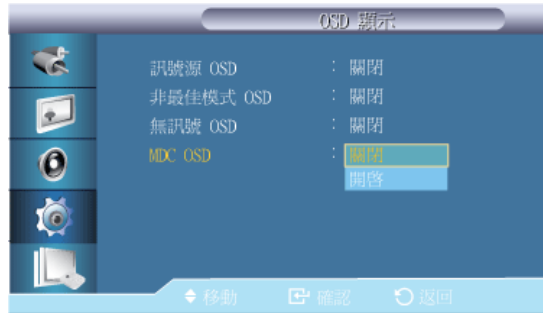 OSD 顯示
訊號源 OSD : 關閉
非最佳模式 OSD : 關閉
無訊號 OSD : 關閉
MDC OSD : 關閉
開啓
移動 確認 返回